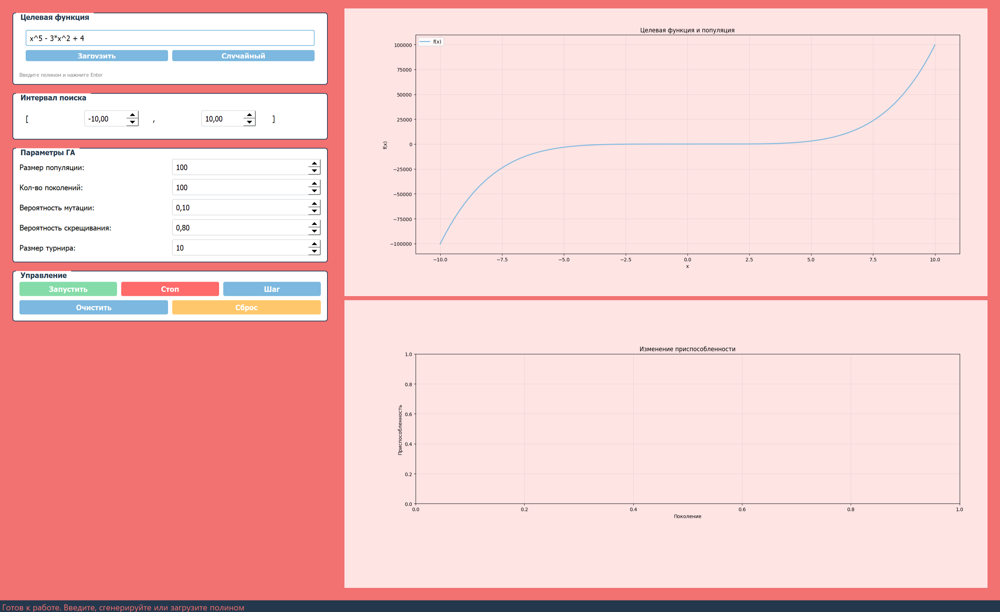 Целевая функция
x^5 - 3*x^2 + 4
Загрузить Случайный
Введите полином и нажмите Enter
Интервал поиска
[ -10,00 , 10,00 ]
Параметры ГА
Размер популяции: 100
Кол-во поколений: 100
Вероятность мутации: 0,10
Вероятность скрещивания: 0,80
Размер турнира: 10
Управление
Запустить Стоп Шаг
Очистить Сброс
Целевая функция и популяция
f(x)
100000
75000
50000
25000
0
−25000
−50000
−75000
−100000
f(x)
−10.0 −7.5 −5.0 −2.5 0.0 2.5 5.0 7.5 10.0
x
Изменение приспособленности
1.0
0.8
0.6
0.4
0.2
0.0
Приспособленность
0.0 0.2 0.4 0.6 0.8 1.0
Поколение
Готов к работе. Введите, сгенерируйте или загрузите полином